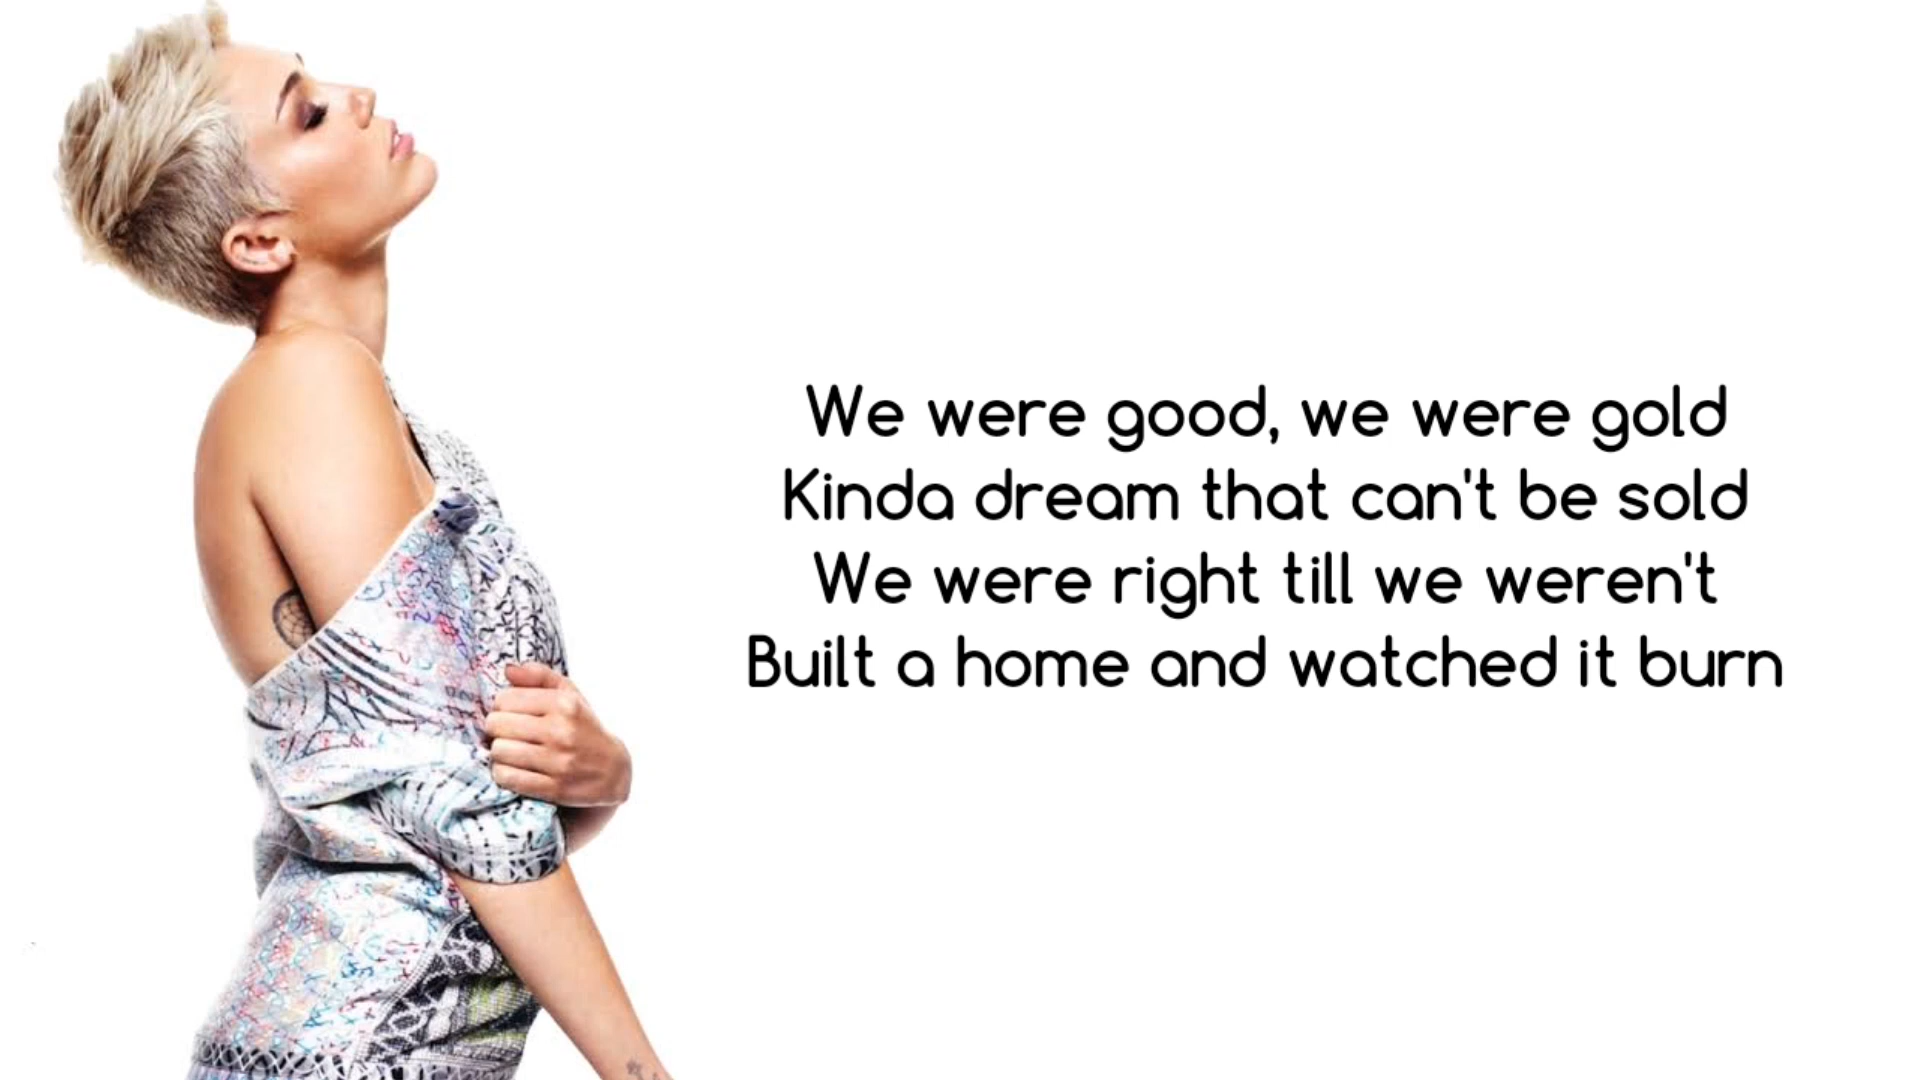 We were good, we were gold
Kinda dream that can't be sold
We were right till we weren't
Built a home and watched it burn